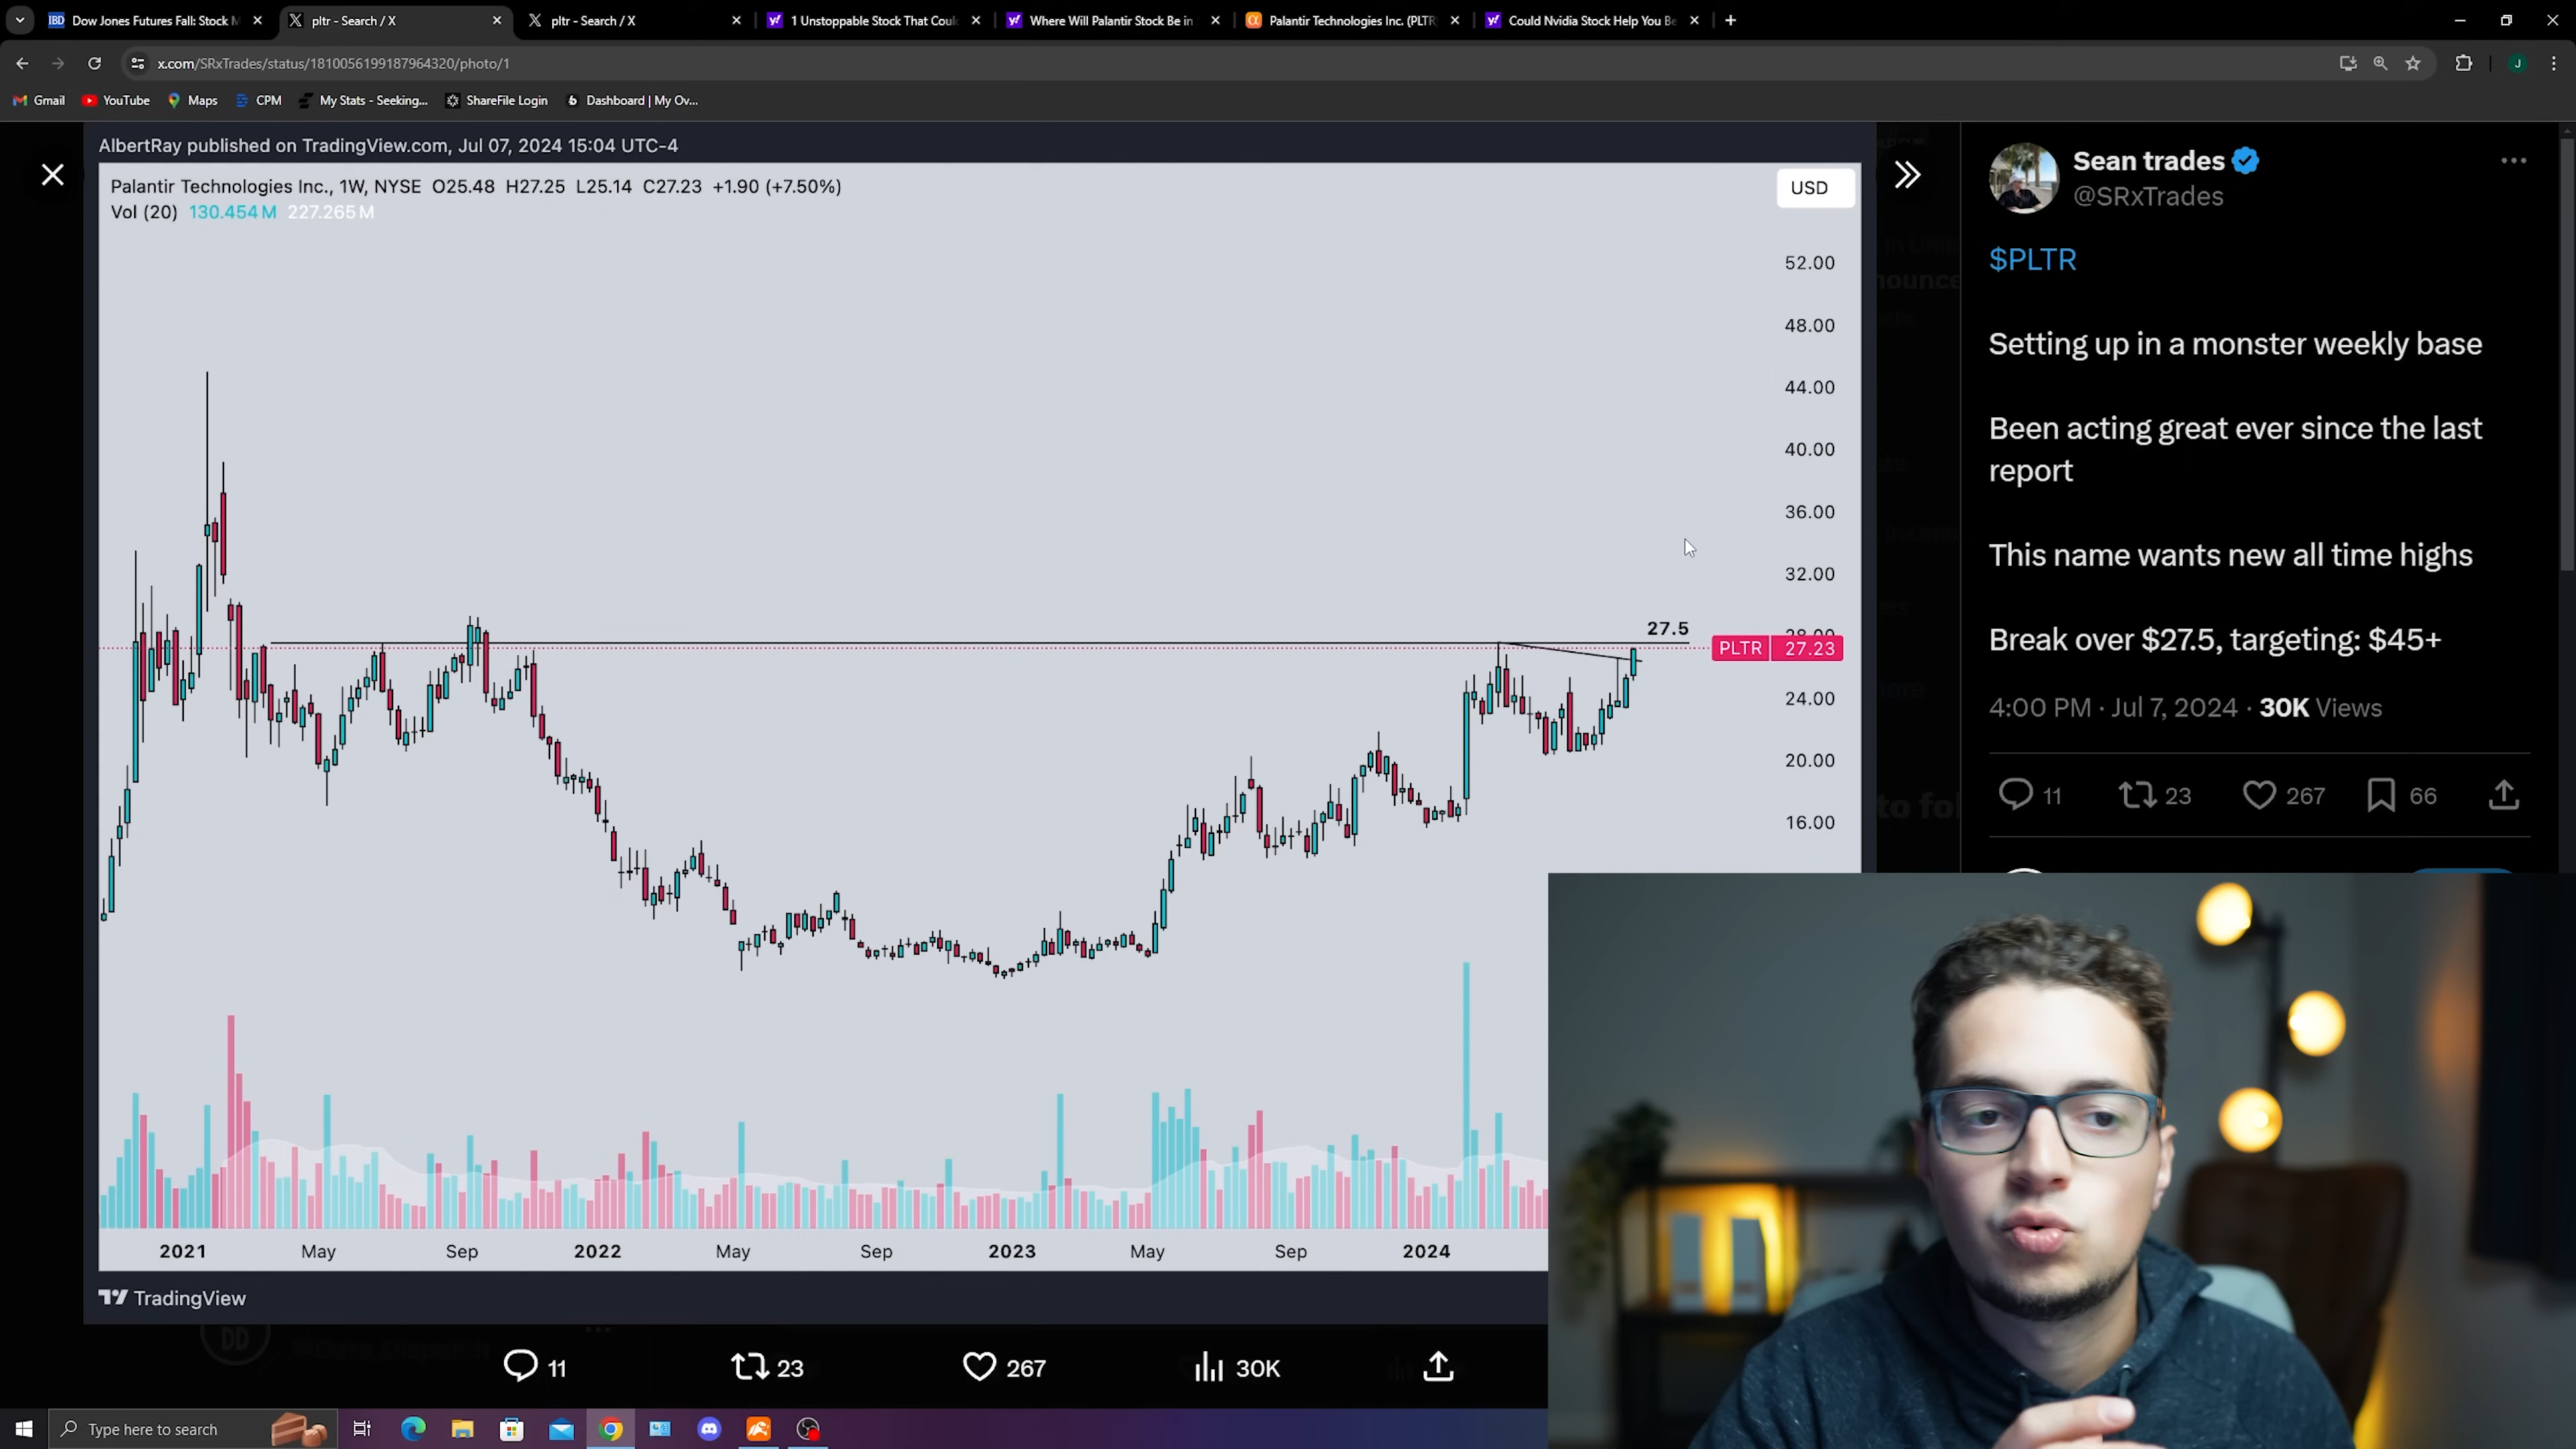 Dow Jones Futures Fall: Stock M
pltr - Search / X
pltr - Search / X
1 Unstoppable Stock That Coul
Where Will Palantir Stock Be in
Palantir Technologies Inc. (PLTR
Could Nvidia Stock Help You Be
x.com/SRxTrades/status/1810056199187964320/photo/1
J
Gmail
YouTube
Maps
CPM
My Stats - Seeking...
ShareFile Login
Dashboard | My Ov...
AlbertRay published on TradingView.com, Jul 07, 2024 15:04 UTC-4
Palantir Technologies Inc., 1W, NYSE O25.48 H27.25 L25.14 C27.23 +1.90 (+7.50%)
Vol (20) 130.454M 227.265M
USD
52.00
48.00
44.00
40.00
36.00
32.00
27.5
28.00
PLTR 27.23
24.00
20.00
16.00
2021 May Sep 2022 May Sep 2023 May Sep 2024
TradingView
11 23 267 30K
Sean trades
@SRxTrades
$PLTR
Setting up in a monster weekly base
Been acting great ever since the last
report
This name wants new all time highs
Break over $27.5, targeting: $45+
4:00 PM · Jul 7, 2024 · 30K Views
11 23 267 66
to fol
DD
Type here to search